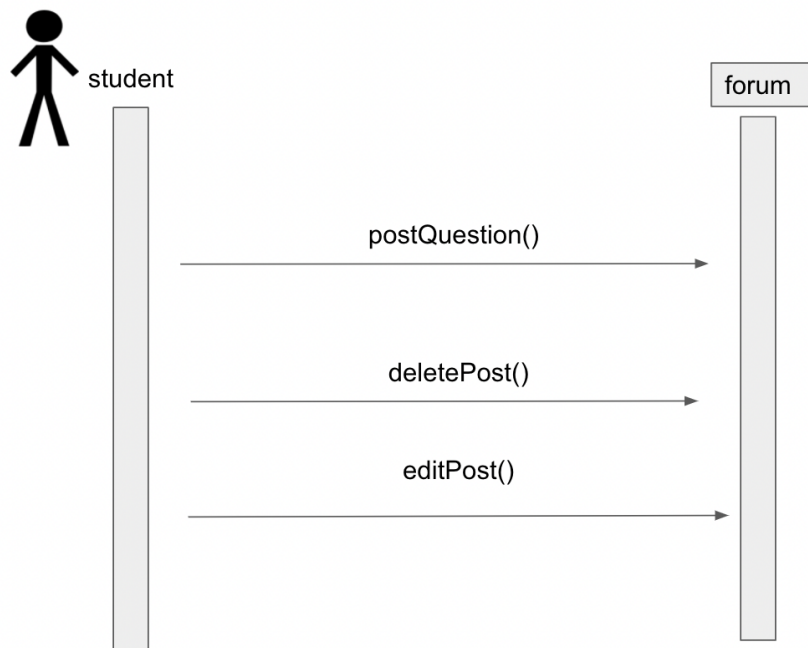 student
forum
postQuestion()
deletePost()
editPost()